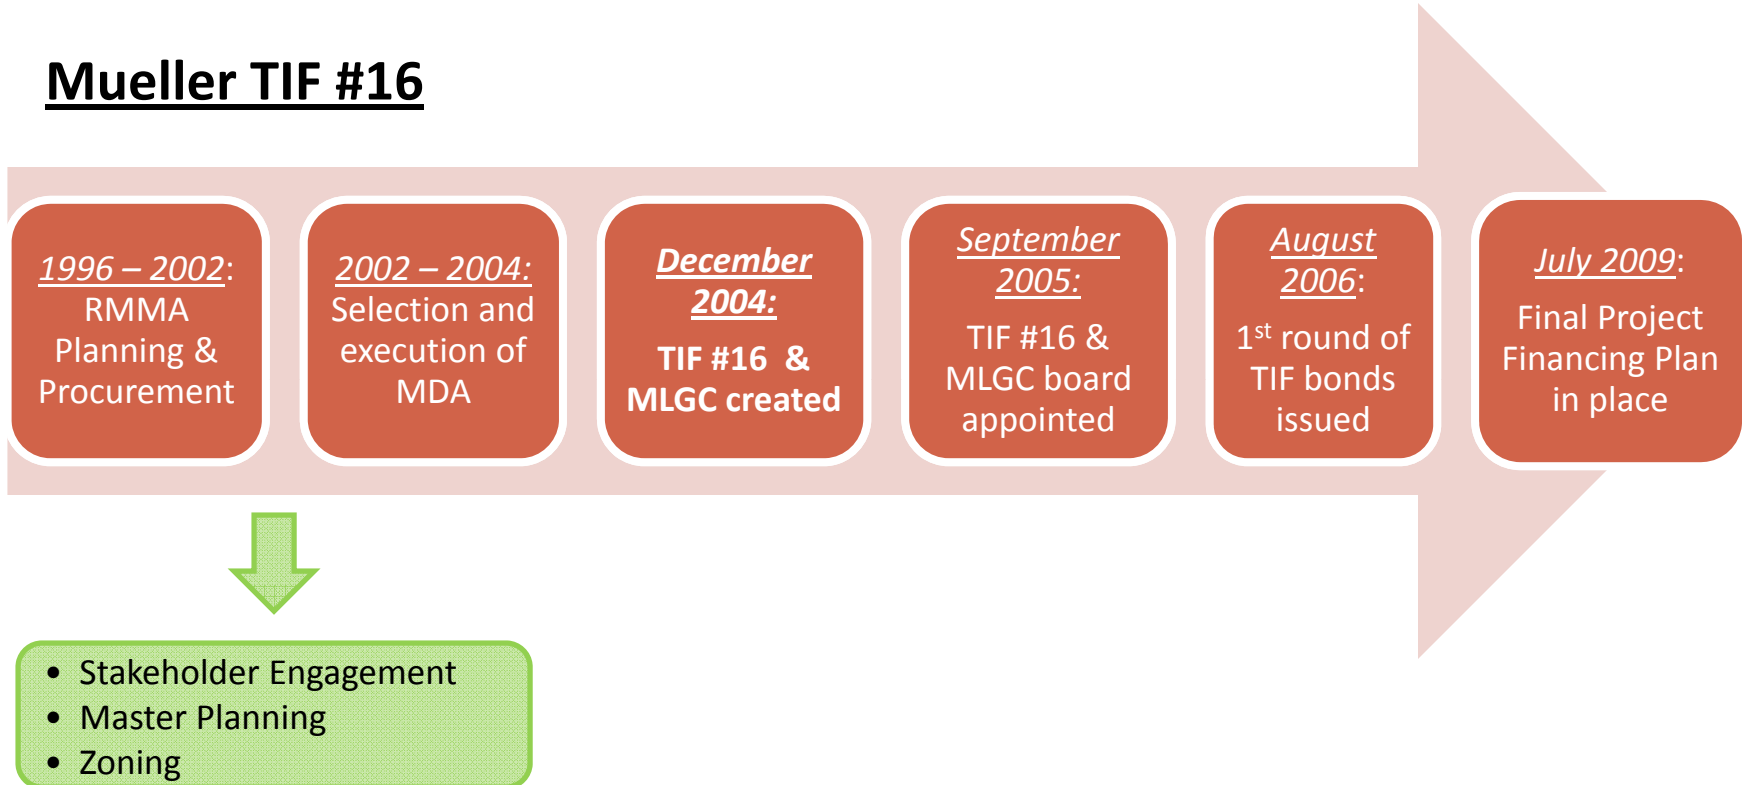 Mueller TIF #16
1996 – 2002:
RMMA
Planning &
Procurement
2002 – 2004:
Selection and
execution of
MDA
December
2004:
TIF #16 &
MLGC created
September
2005:
TIF #16 &
MLGC board
appointed
August
2006:
1st round of
TIF bonds
issued
July 2009:
Final Project
Financing Plan
in place
• Stakeholder Engagement
• Master Planning
• Zoning